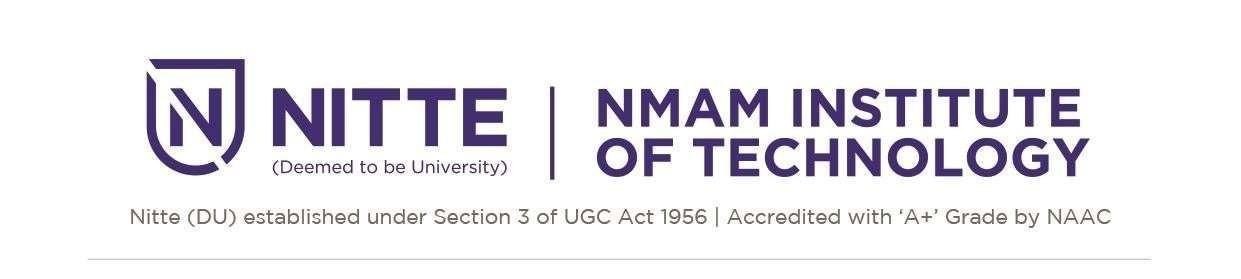 N NITTE
(Deemed to be University)
NMAM INSTITUTE
OF TECHNOLOGY
Nitte (DU) established under Section 3 of UGC Act 1956 | Accredited with ‘A+’ Grade by NAAC